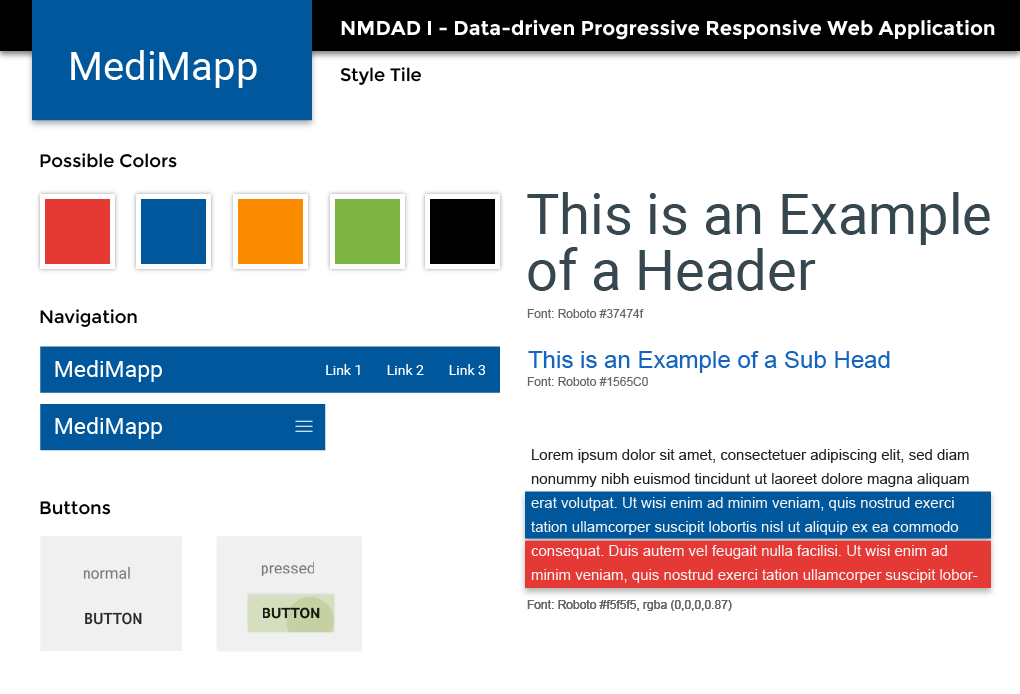 NMDAD I - Data-driven Progressive Responsive Web Application
MediMapp
Style Tile
Possible Colors
Navigation
MediMapp Link 1 Link 2 Link 3
MediMapp
Buttons
normal
BUTTON
pressed
BUTTON
This is an Example
of a Header
Font: Roboto #37474f
This is an Example of a Sub Head
Font: Roboto #1565C0
Lorem ipsum dolor sit amet, consectetuer adipiscing elit, sed diam
nonummy nibh euismod tincidunt ut laoreet dolore magna aliquam
erat volutpat. Ut wisi enim ad minim veniam, quis nostrud exerci
tation ullamcorper suscipit lobortis nisl ut aliquip ex ea commodo
consequat. Duis autem vel feugait nulla facilisi. Ut wisi enim ad
minim veniam, quis nostrud exerci tation ullamcorper suscipit lobor-
Font: Roboto #f5f5f5, rgba (0,0,0,0.87)